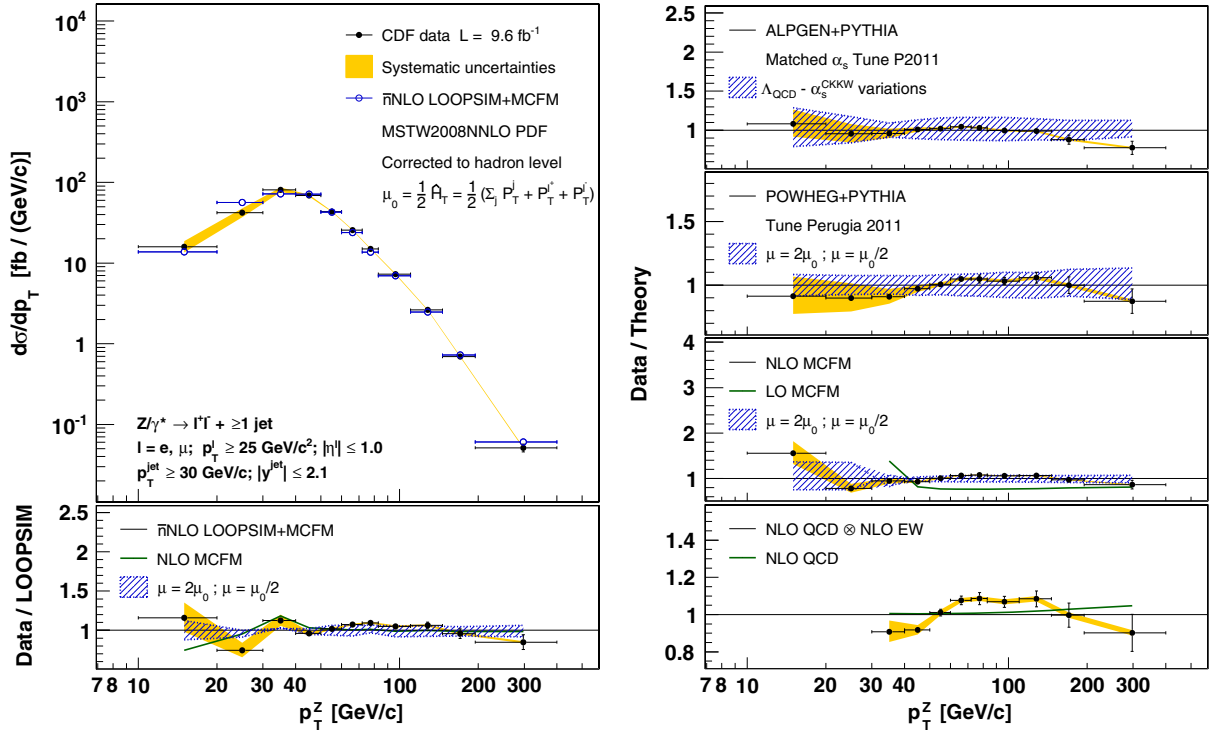 10⁴
10³
10²
10
1
10⁻¹
dσ/dp_T [fb / (GeV/c)]
CDF data L = 9.6 fb⁻¹
Systematic uncertainties
n̄NLO LOOPSIM+MCFM
MSTW2008NNLO PDF
Corrected to hadron level
μ₀ = 1/2 Ĥ_T = 1/2 (Σ_j P_T^j + P_T^l⁺ + P_T^l⁻)
Z/γ* → l⁺l⁻ + ≥1 jet
l = e, μ; p_T^l ≥ 25 GeV/c²; |η^l| ≤ 1.0
p_T^jet ≥ 30 GeV/c; |y^jet| ≤ 2.1
Data / LOOPSIM
2.5
2
1.5
1
0.5
n̄NLO LOOPSIM+MCFM
NLO MCFM
μ = 2μ₀ ; μ = μ₀/2
7 8 10 20 30 40 100 200 300
p_T^Z [GeV/c]
Data / Theory
2.5
2
1.5
1
ALPGEN+PYTHIA
Matched α_s Tune P2011
Λ_QCD - α_s^CKKW variations
1.5
1
POWHEG+PYTHIA
Tune Perugia 2011
μ = 2μ₀ ; μ = μ₀/2
4
3
2
1
NLO MCFM
LO MCFM
μ = 2μ₀ ; μ = μ₀/2
1.4
1.2
1
0.8
NLO QCD ⊗ NLO EW
NLO QCD
7 8 10 20 30 40 100 200 300
p_T^Z [GeV/c]